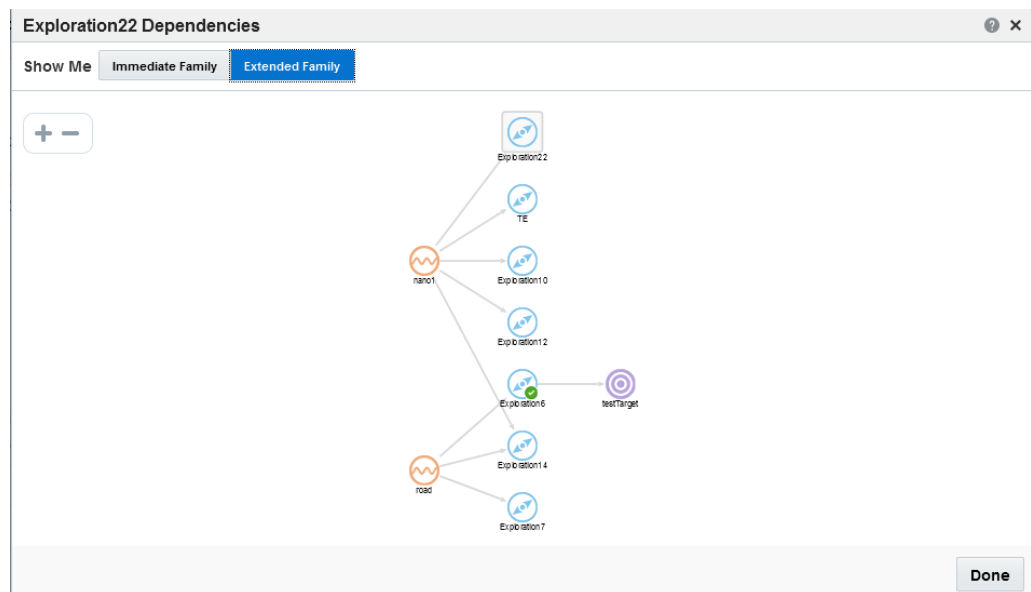 Exploration22 Dependencies
Show Me Immediate Family Extended Family
Exploration22
TE
nano1
Exploration10
Exploration12
Exploration6
testTarget
Exploration14
road
Exploration7
Done